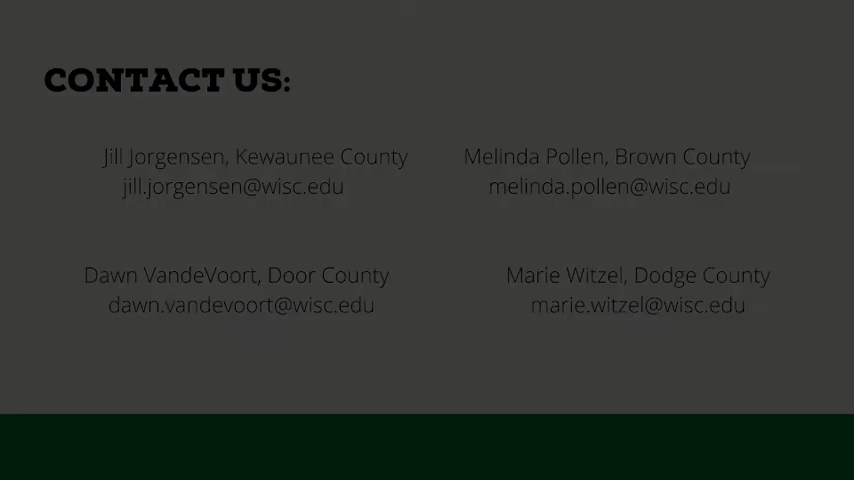 CONTACT US:
Jill Jorgensen, Kewaunee County
jill.jorgensen@wisc.edu
Melinda Pollen, Brown County
melinda.pollen@wisc.edu
Dawn VandeVoort, Door County
dawn.vandevoort@wisc.edu
Marie Witzel, Dodge County
marie.witzel@wisc.edu